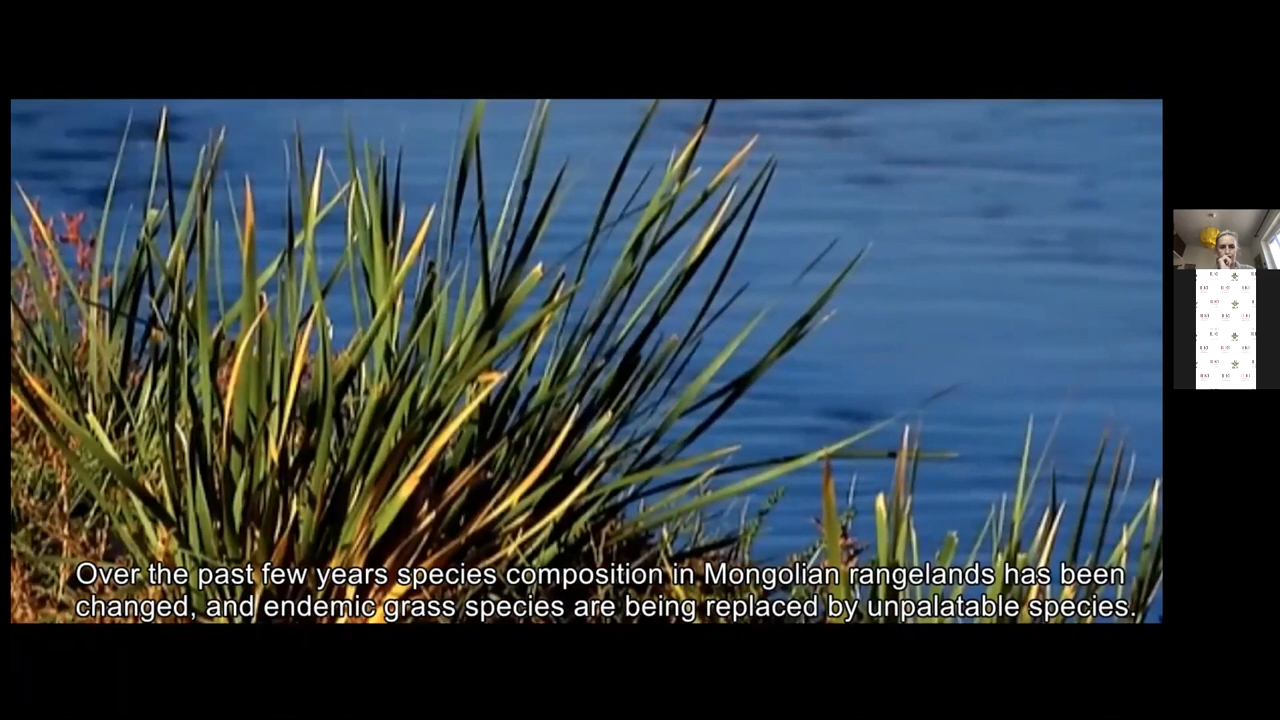 Over the past few years species composition in Mongolian rangelands has been
changed, and endemic grass species are being replaced by unpalatable species.